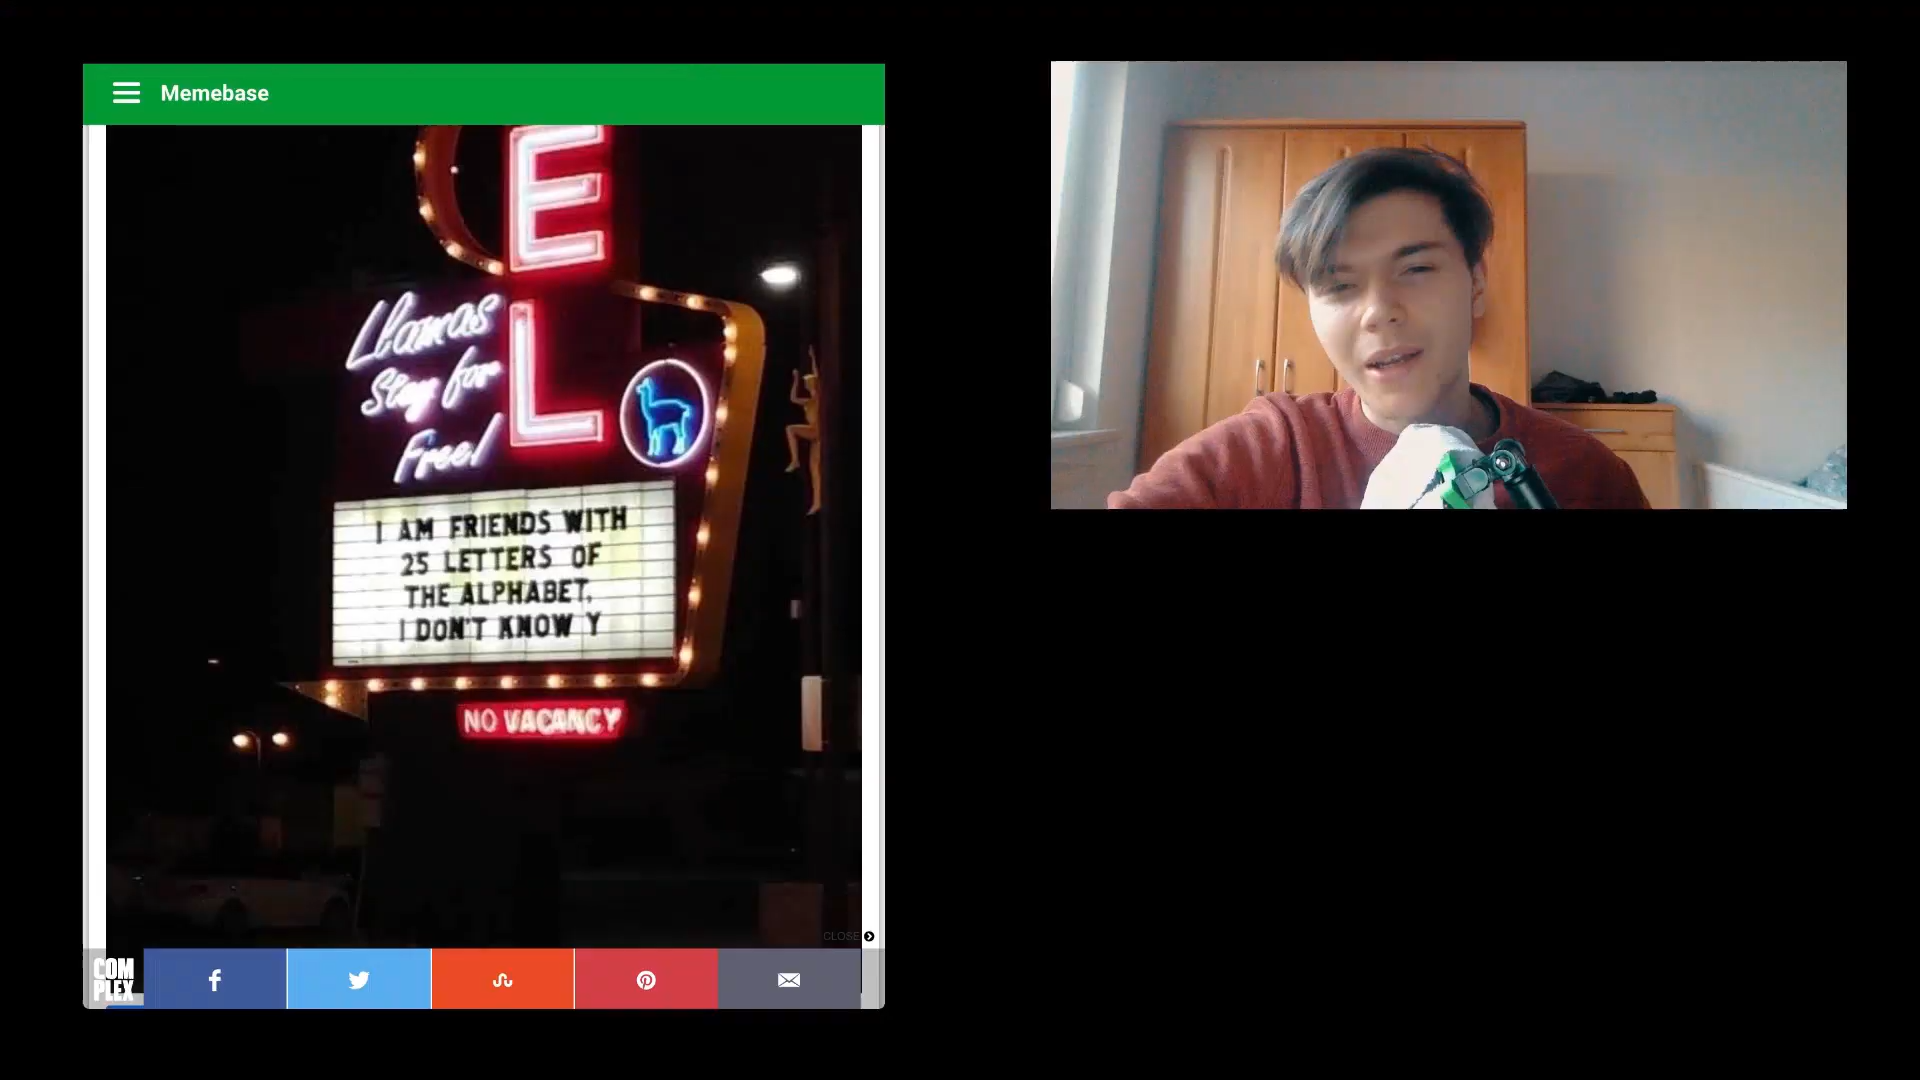 Memebase
E
L
Llamas
Stay for
Free!
I AM FRIENDS WITH
25 LETTERS OF
THE ALPHABET,
I DON'T KNOW Y
NO VACANCY
CLOSE
COM
PLEX